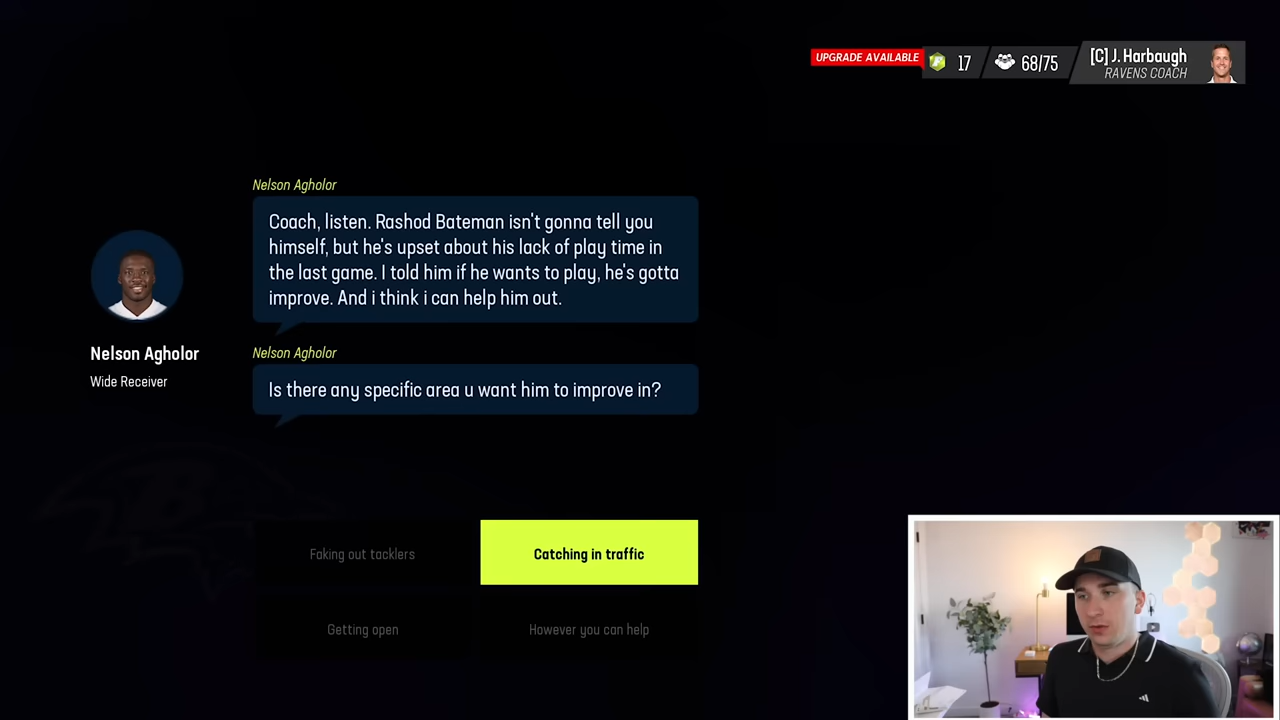 UPGRADE AVAILABLE
17
68/75
[C] J. Harbaugh
RAVENS COACH
Nelson Agholor
Coach, listen. Rashod Bateman isn't gonna tell you
himself, but he's upset about his lack of play time in
the last game. I told him if he wants to play, he's gotta
improve. And i think i can help him out.
Nelson Agholor
Wide Receiver
Nelson Agholor
Is there any specific area u want him to improve in?
Faking out tacklers
Catching in traffic
Getting open
However you can help